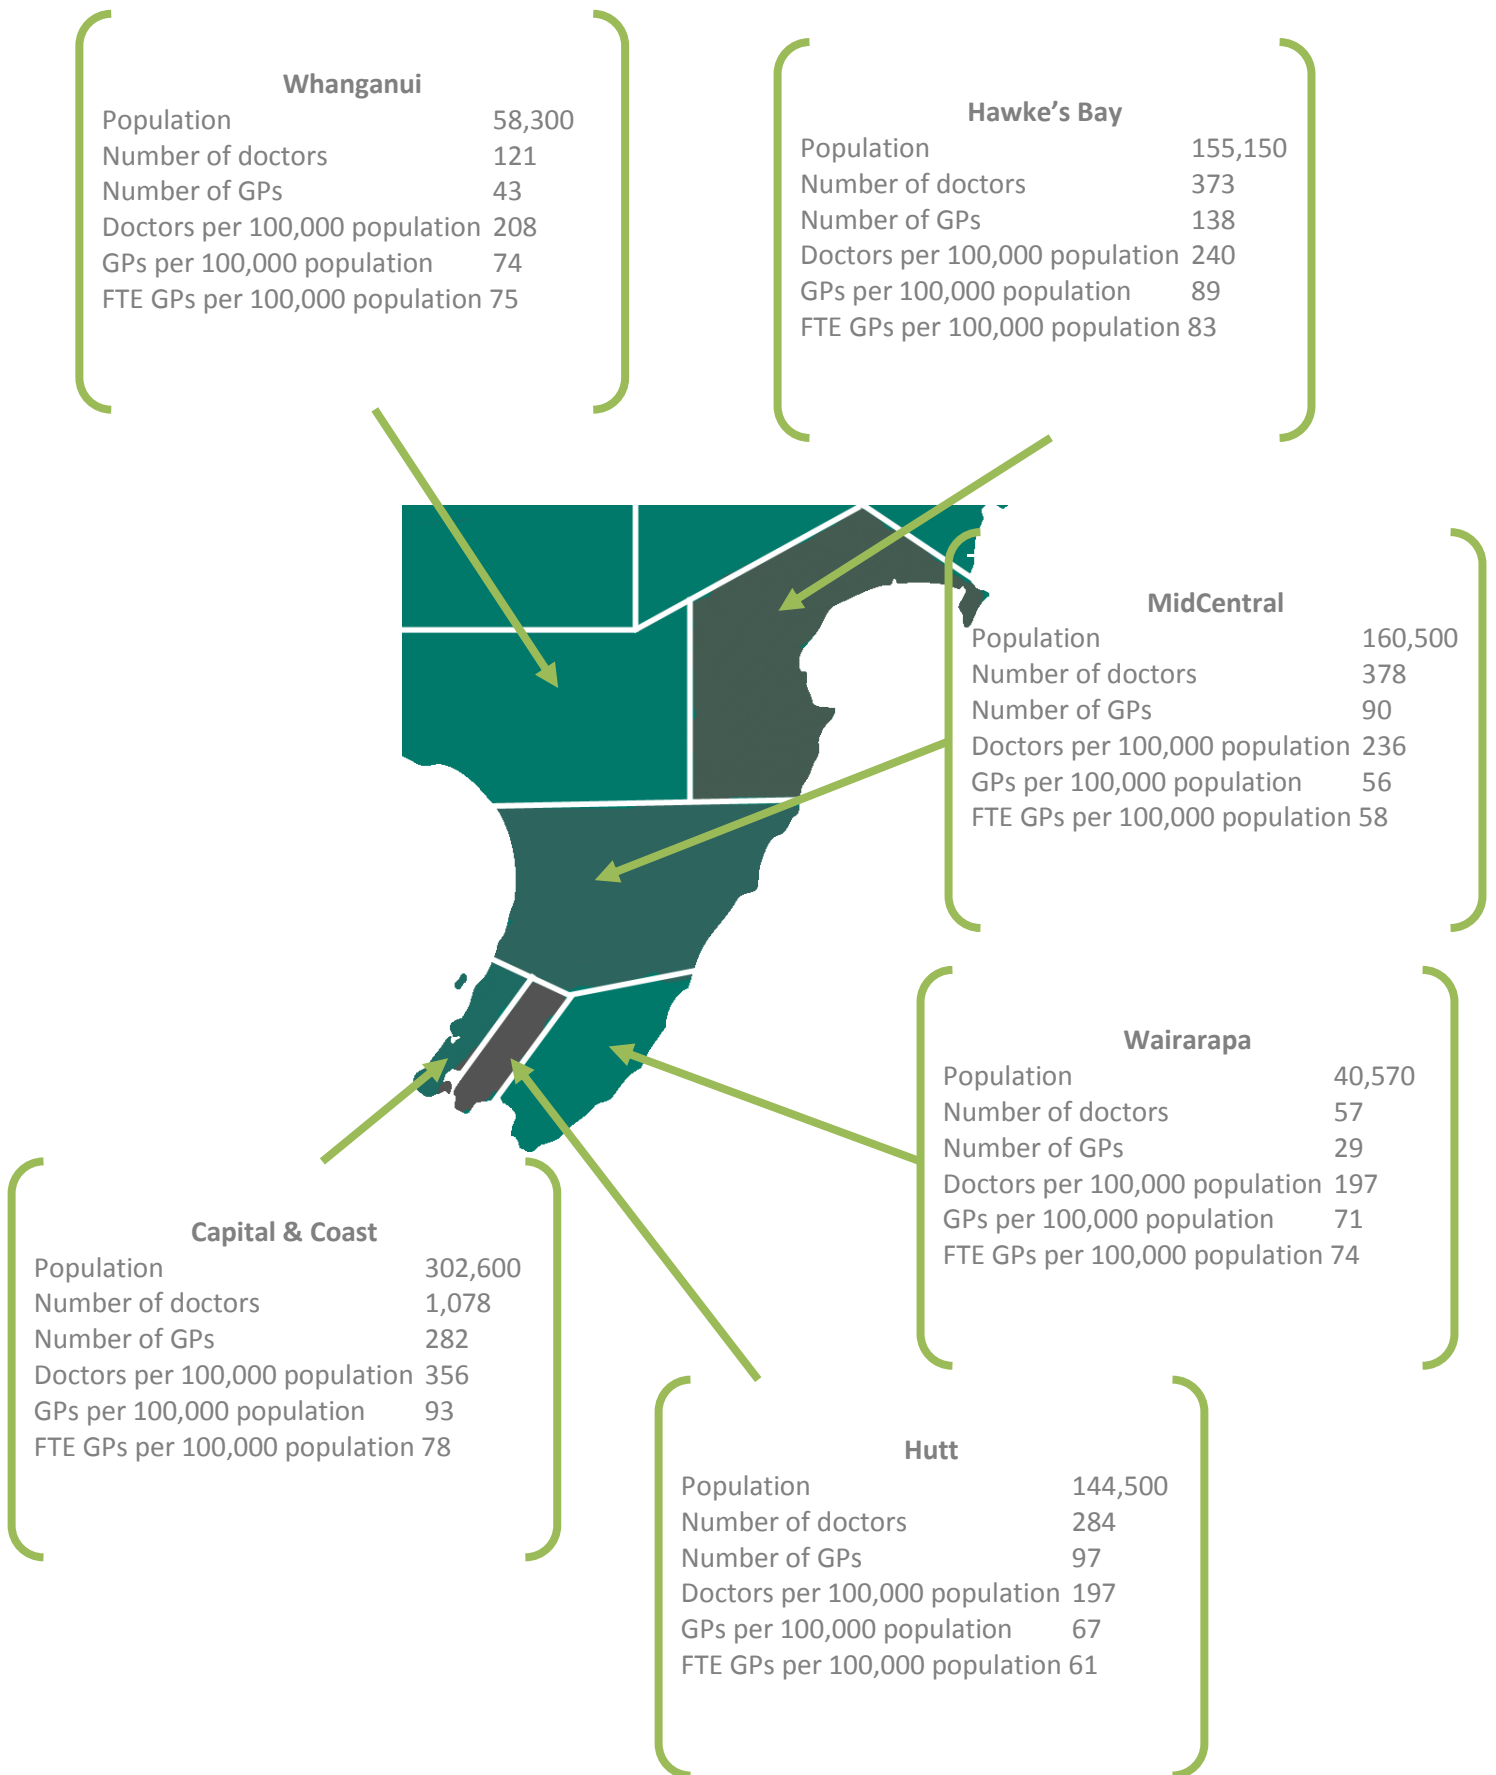 Whanganui
Population 58,300
Number of doctors 121
Number of GPs 43
Doctors per 100,000 population 208
GPs per 100,000 population 74
FTE GPs per 100,000 population 75
Hawke's Bay
Population 155,150
Number of doctors 373
Number of GPs 138
Doctors per 100,000 population 240
GPs per 100,000 population 89
FTE GPs per 100,000 population 83
MidCentral
Population 160,500
Number of doctors 378
Number of GPs 90
Doctors per 100,000 population 236
GPs per 100,000 population 56
FTE GPs per 100,000 population 58
Wairarapa
Population 40,570
Number of doctors 57
Number of GPs 29
Doctors per 100,000 population 197
GPs per 100,000 population 71
FTE GPs per 100,000 population 74
Capital & Coast
Population 302,600
Number of doctors 1,078
Number of GPs 282
Doctors per 100,000 population 356
GPs per 100,000 population 93
FTE GPs per 100,000 population 78
Hutt
Population 144,500
Number of doctors 284
Number of GPs 97
Doctors per 100,000 population 197
GPs per 100,000 population 67
FTE GPs per 100,000 population 61